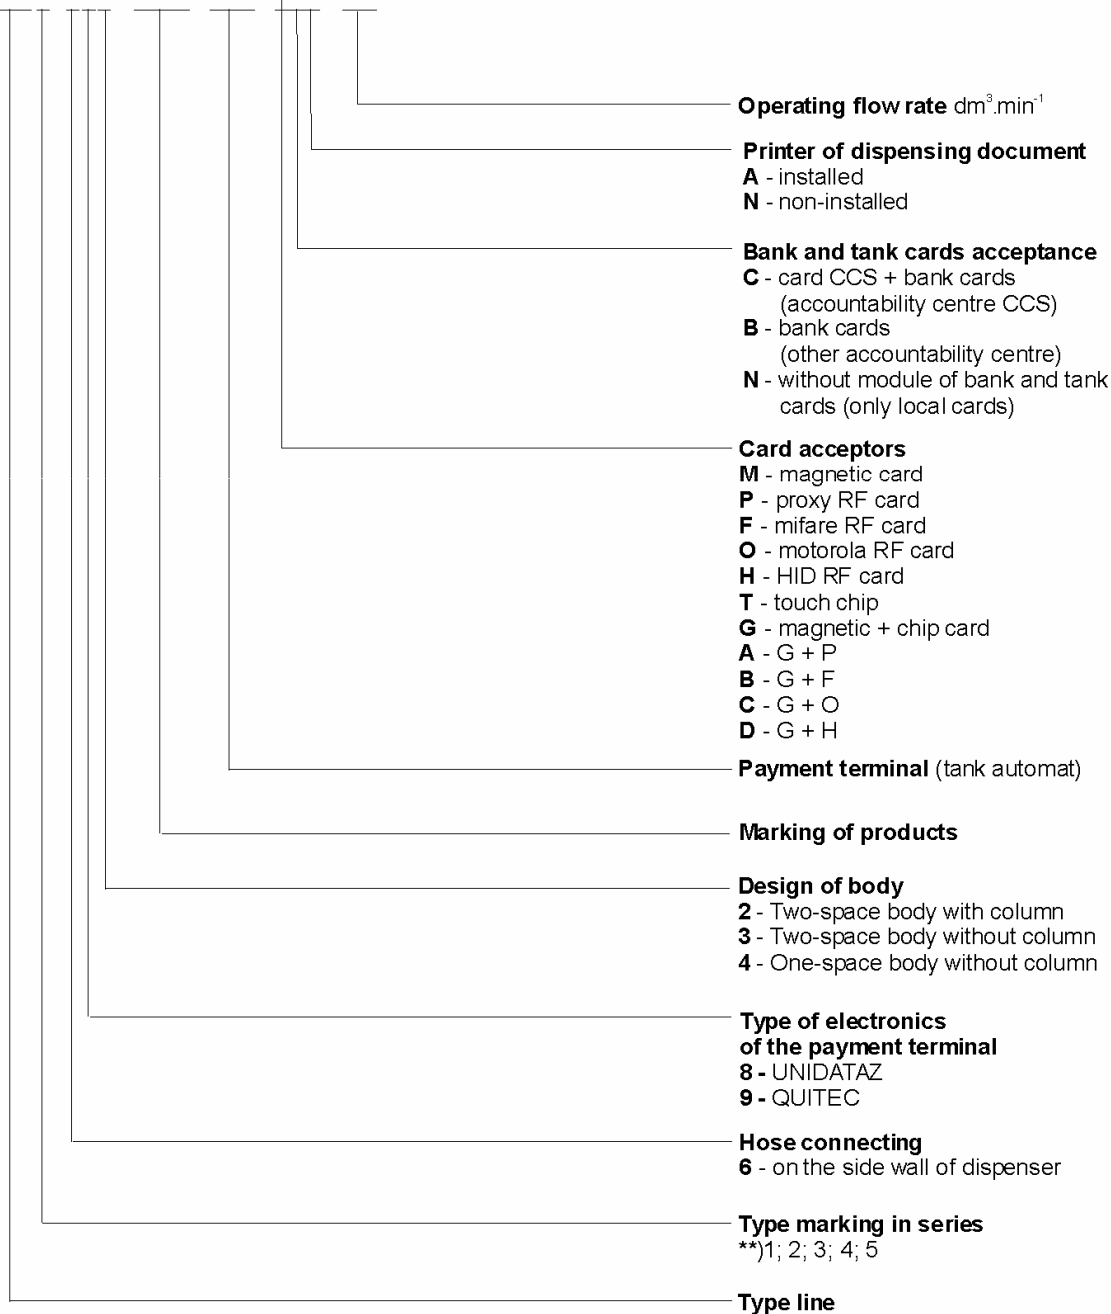 Operating flow rate dm³.min⁻¹
Printer of dispensing document
A - installed
N - non-installed
Bank and tank cards acceptance
C - card CCS + bank cards
(accountability centre CCS)
B - bank cards
(other accountability centre)
N - without module of bank and tank
cards (only local cards)
Card acceptors
M - magnetic card
P - proxy RF card
F - mifare RF card
O - motorola RF card
H - HID RF card
T - touch chip
G - magnetic + chip card
A - G + P
B - G + F
C - G + O
D - G + H
Payment terminal (tank automat)
Marking of products
Design of body
2 - Two-space body with column
3 - Two-space body without column
4 - One-space body without column
Type of electronics
of the payment terminal
8 - UNIDATAZ
9 - QUITEC
Hose connecting
6 - on the side wall of dispenser
Type marking in series
**)1; 2; 3; 4; 5
Type line